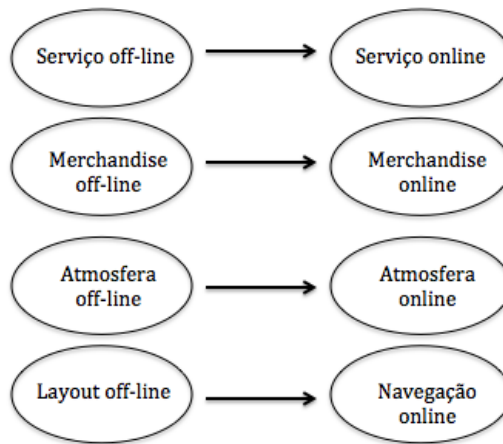 Serviço off-line
Serviço online
Merchandise
off-line
Merchandise
online
Atmosfera
off-line
Atmosfera
online
Layout off-line
Navegação
online